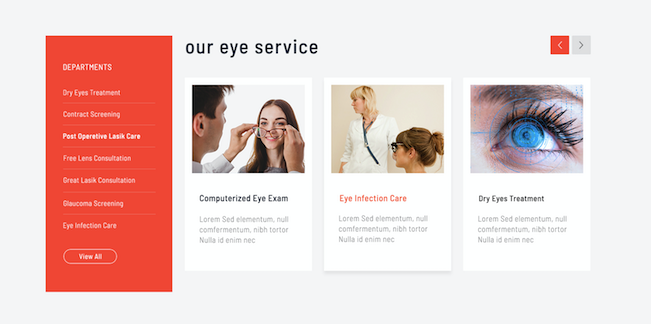 our eye service
DEPARTMENTS
Dry Eyes Treatment
Contract Screening
Post Operetive Lasik Care
Free Lens Consultation
Great Lasik Consultation
Glaucoma Screening
Eye Infection Care
View All
Computerized Eye Exam
Lorem Sed elementum, null
comfermentum, nibh tortor
Nulla id enim nec
Eye Infection Care
Lorem Sed elementum, null
comfermentum, nibh tortor
Nulla id enim nec
Dry Eyes Treatment
Lorem Sed elementum, null
comfermentum, nibh tortor
Nulla id enim nec